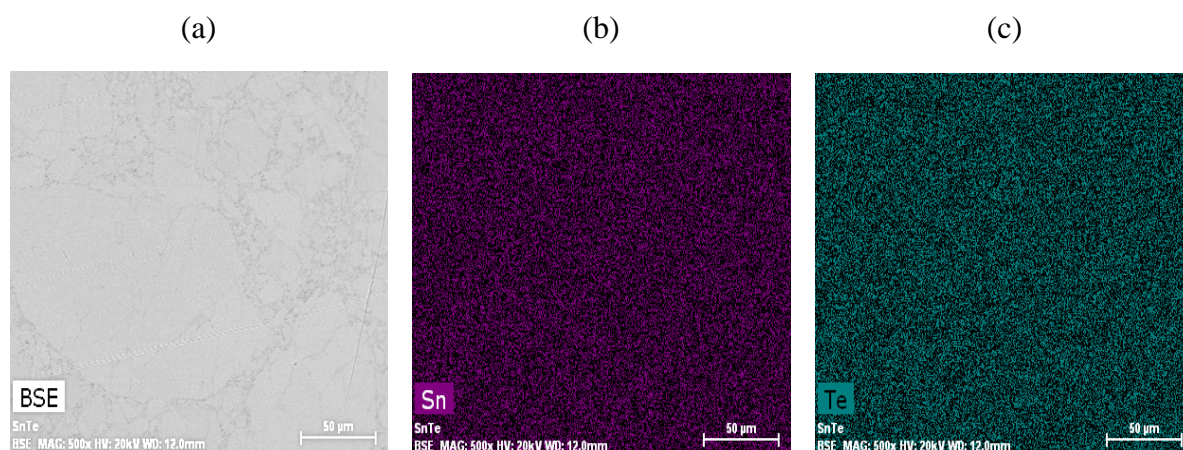 (a) (b) (c)
BSE
SnTe
BSE MAG: 500x HV: 20kV WD: 12.0mm
50 µm
Sn
SnTe
BSE MAG: 500x HV: 20kV WD: 12.0mm
50 µm
Te
SnTe
BSE MAG: 500x HV: 20kV WD: 12.0mm
50 µm